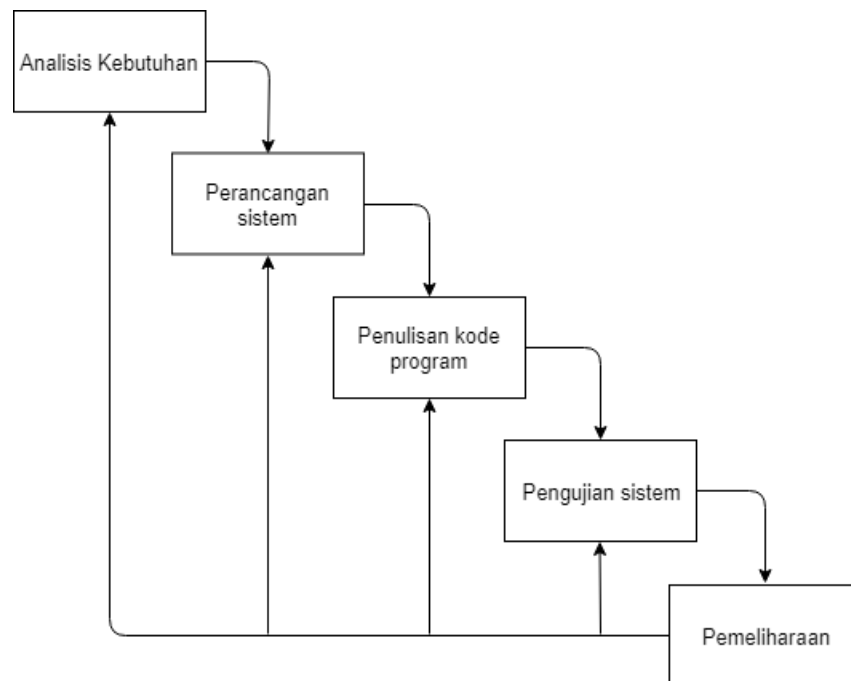 Analisis Kebutuhan
Perancangan
sistem
Penulisan kode
program
Pengujian sistem
Pemeliharaan